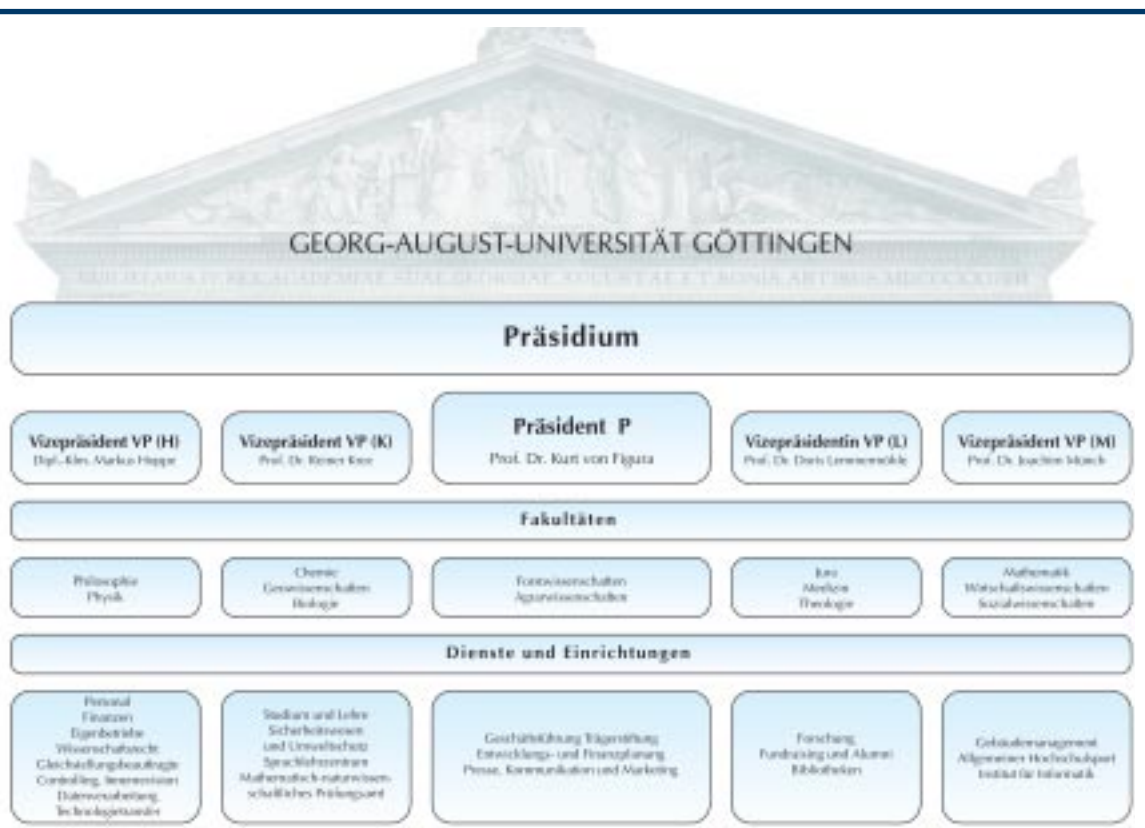 GEORG-AUGUST-UNIVERSITÄT GÖTTINGEN
Präsidium
Vizepräsident VP (H)
Dipl.-Kfm. Markus Hoppe
Vizepräsident VP (K)
Prof. Dr. Reiner Kree
Präsident P
Prof. Dr. Kurt von Figura
Vizepräsidentin VP (L)
Prof. Dr. Doris Lemmermöhle
Vizepräsident VP (M)
Prof. Dr. Joachim Münch
Fakultäten
Philosophie
Physik
Chemie
Geowissenschaften
Biologie
Forstwissenschaften
Agrarwissenschaften
Jura
Medizin
Theologie
Mathematik
Wirtschaftswissenschaften
Sozialwissenschaften
Dienste und Einrichtungen
Personal
Finanzen
Eigenbetriebe
Wissenschaftsrecht
Gleichstellungsbeauftragte
Controlling, Innenrevision
Datenverarbeitung
Technologietransfer
Studium und Lehre
Sicherheitswesen
und Umweltschutz
Sprachlehrzentrum
Mathematisch-naturwissen-
schaftliches Prüfungsamt
Geschäftsführung Trägerstiftung
Entwicklungs- und Finanzplanung
Presse, Kommunikation und Marketing
Forschung
Fundraising und Alumni
Bibliotheken
Gebäudemanagement
Allgemeiner Hochschulsport
Institut für Informatik